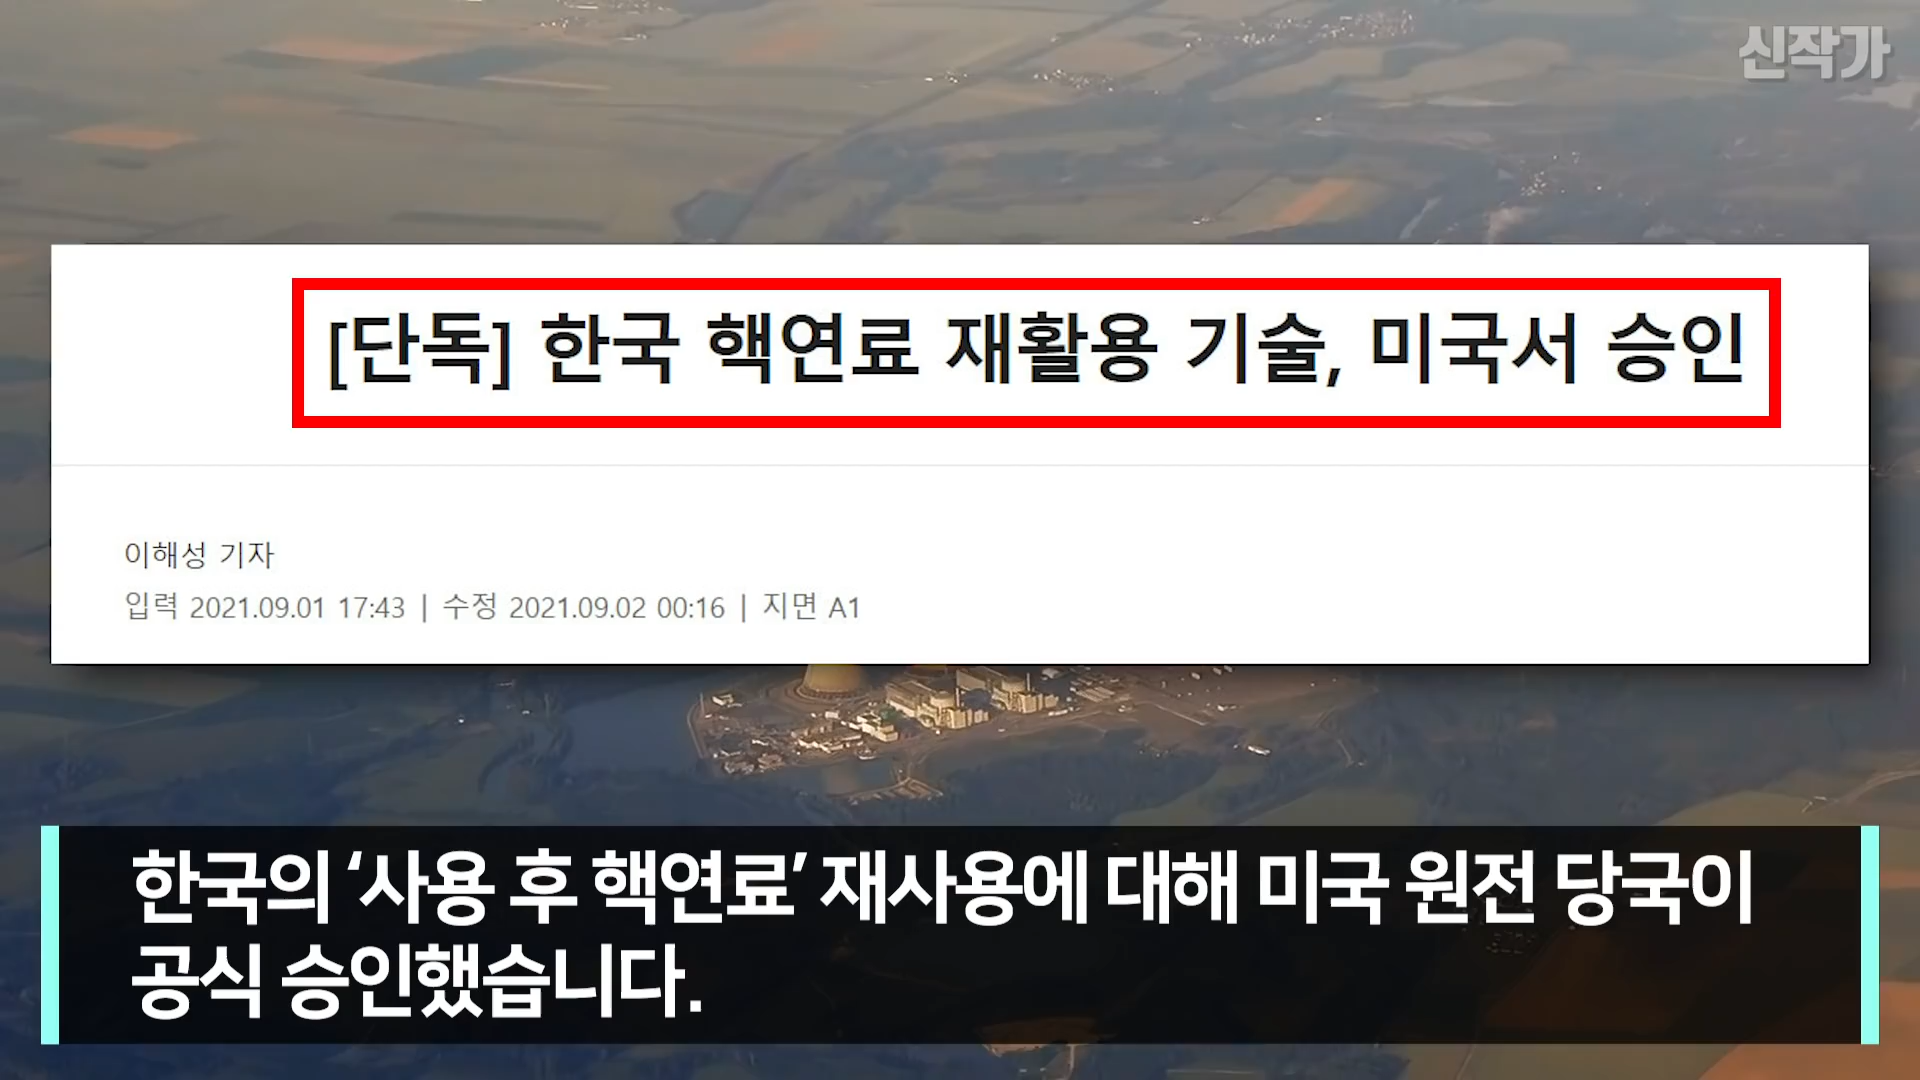 신작가
[단독] 한국 핵연료 재활용 기술, 미국서 승인
이해성 기자
입력 2021.09.01 17:43 | 수정 2021.09.02 00:16 | 지면 A1
한국의 ‘사용 후 핵연료’ 재사용에 대해 미국 원전 당국이
공식 승인했습니다.